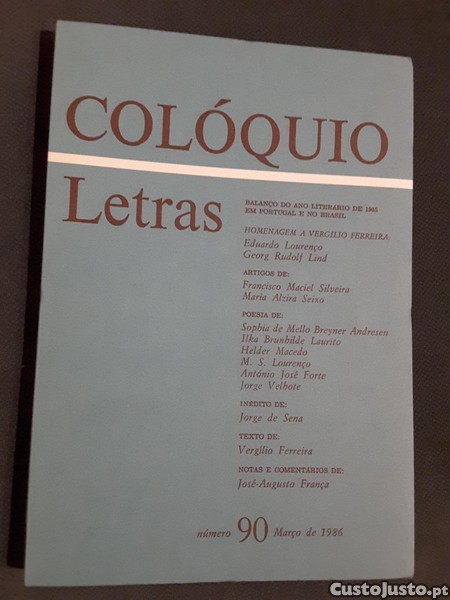 COLÓQUIO
Letras
BALANÇO DO ANO LITERÁRIO DE 1985
EM PORTUGAL E NO BRASIL
HOMENAGEM A VERGÍLIO FERREIRA:
Eduardo Lourenço
Georg Rudolf Lind
ARTIGOS DE:
Francisco Maciel Silveira
Maria Alzira Seixo
POESIA DE:
Sophia de Mello Breyner Andresen
Ilka Brunhilde Laurito
Helder Macedo
M. S. Lourenço
António José Forte
Jorge Velhote
INÉDITO DE:
Jorge de Sena
TEXTO DE:
Vergílio Ferreira
NOTAS E COMENTÁRIOS DE:
José-Augusto França
número 90 Março de 1986
CustoJusto.pt